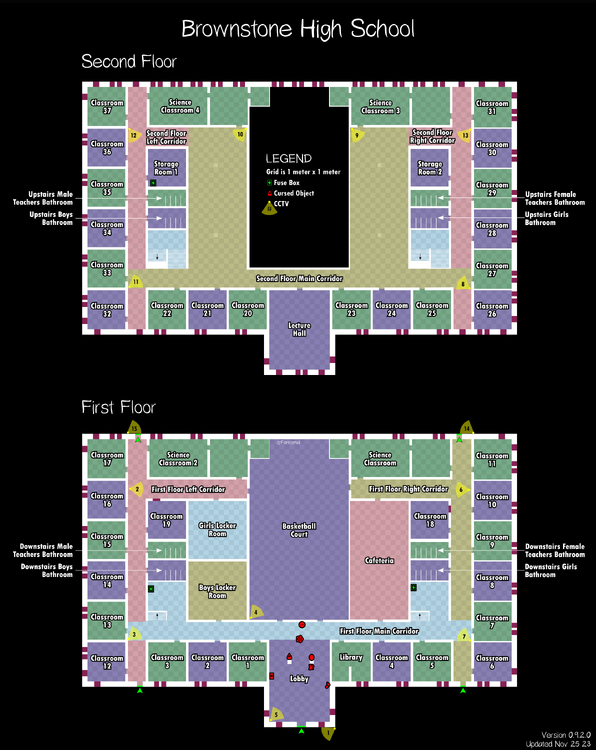 Brownstone High School
Second Floor
Classroom 37
Science Classroom 4
Science Classroom 3
Classroom 31
12
Second Floor Left Corridor
10
9
Second Floor Right Corridor
13
Classroom 36
Classroom 30
Storage Room 1
Storage Room 2
LEGEND
Grid is 1 meter x 1 meter
Fuse Box
Cursed Object
CCTV
Classroom 35
Classroom 29
Upstairs Male Teachers Bathroom
Upstairs Female Teachers Bathroom
Upstairs Boys Bathroom
Upstairs Girls Bathroom
Classroom 34
Classroom 28
Classroom 33
Classroom 27
11
Second Floor Main Corridor
8
Classroom 32
Classroom 22
Classroom 21
Classroom 20
Lecture Hall
Classroom 23
Classroom 24
Classroom 25
Classroom 26
First Floor
15
14
Classroom 17
Science Classroom 2
Science Classroom
Classroom 11
2
First Floor Left Corridor
First Floor Right Corridor
6
Classroom 16
Classroom 10
Classroom 19
Girls Locker Room
Basketball Court
Classroom 18
Classroom 15
Classroom 9
Cafeteria
Downstairs Male Teachers Bathroom
Downstairs Female Teachers Bathroom
Downstairs Boys Bathroom
Downstairs Girls Bathroom
Classroom 14
Classroom 8
Boys Locker Room
4
Classroom 13
Classroom 7
3
First Floor Main Corridor
7
Classroom 12
Classroom 3
Classroom 2
Classroom 1
Lobby
Library
Classroom 4
Classroom 5
Classroom 6
5
1
Version 0.9.2.0
Updated Nov 25 23